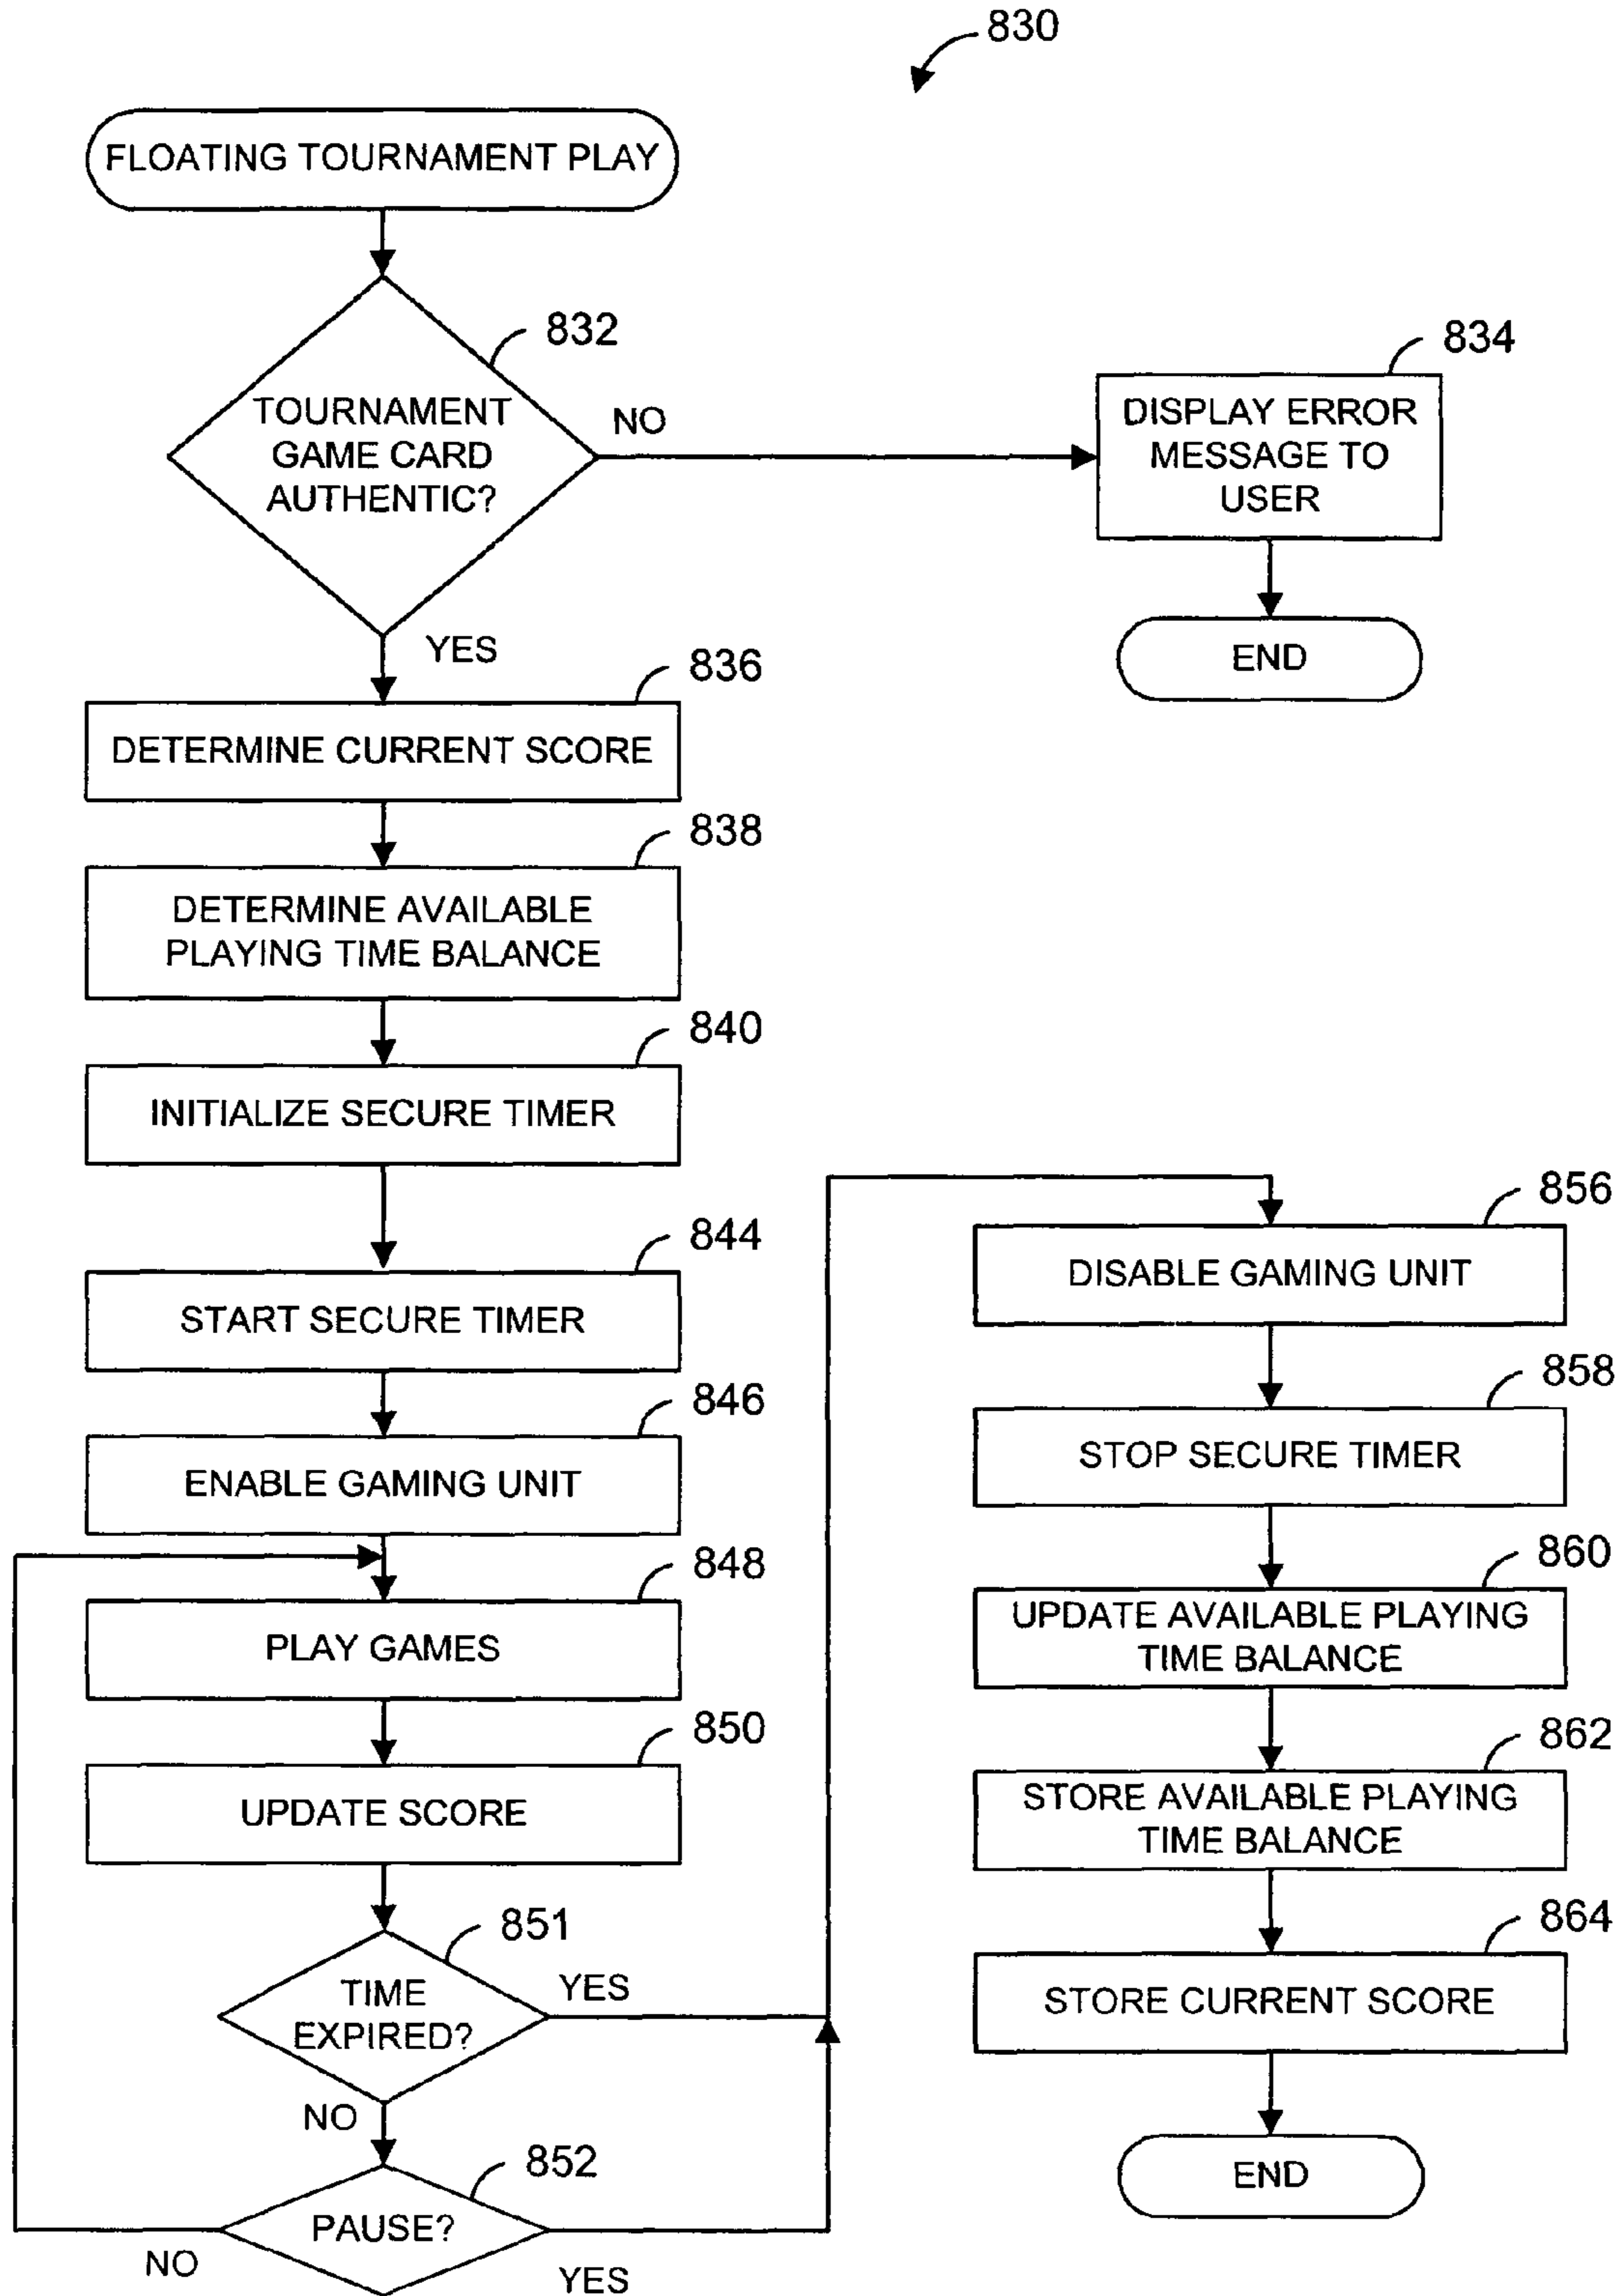 830
FLOATING TOURNAMENT PLAY
832
TOURNAMENT
GAME CARD
AUTHENTIC?
NO
YES
834
DISPLAY ERROR
MESSAGE TO
USER
END
836
DETERMINE CURRENT SCORE
838
DETERMINE AVAILABLE
PLAYING TIME BALANCE
840
INITIALIZE SECURE TIMER
844
START SECURE TIMER
846
ENABLE GAMING UNIT
848
PLAY GAMES
850
UPDATE SCORE
851
TIME
EXPIRED?
YES
NO
852
PAUSE?
NO
YES
856
DISABLE GAMING UNIT
858
STOP SECURE TIMER
860
UPDATE AVAILABLE PLAYING
TIME BALANCE
862
STORE AVAILABLE PLAYING
TIME BALANCE
864
STORE CURRENT SCORE
END